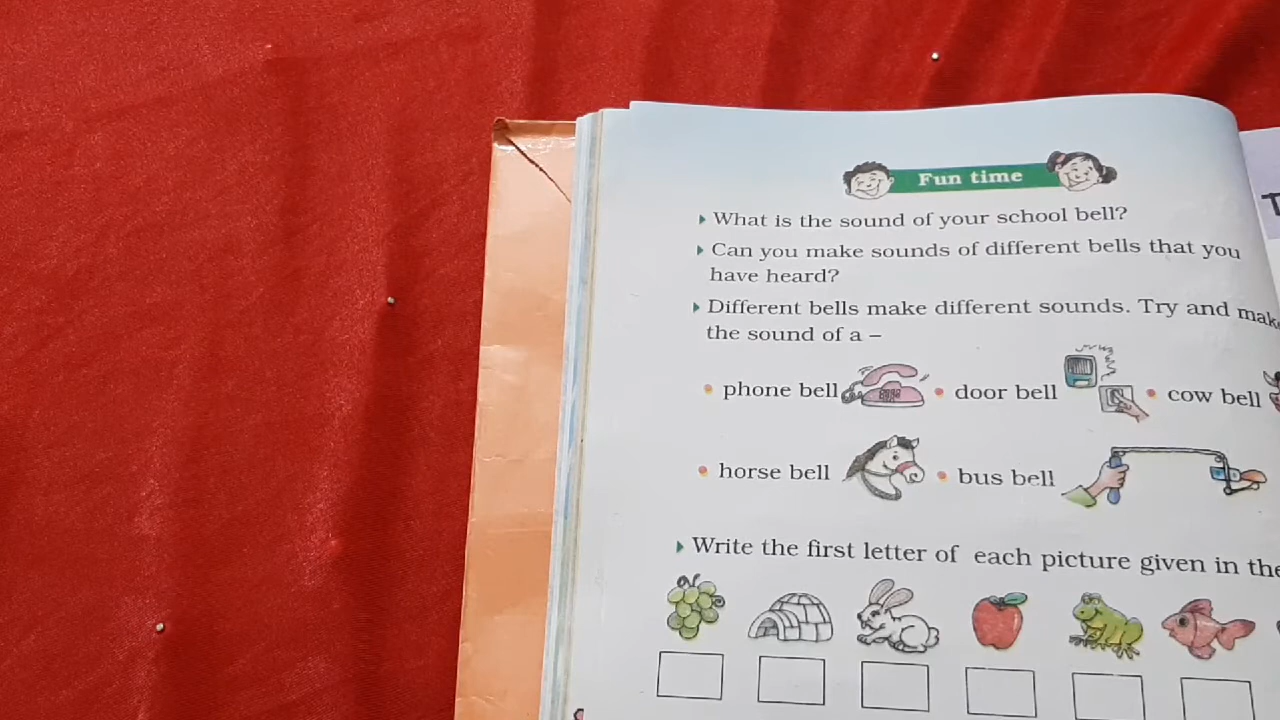 Fun time
What is the sound of your school bell?
Can you make sounds of different bells that you
have heard?
Different bells make different sounds. Try and make
the sound of a –
phone bell door bell cow bell
horse bell bus bell
Write the first letter of each picture given in the